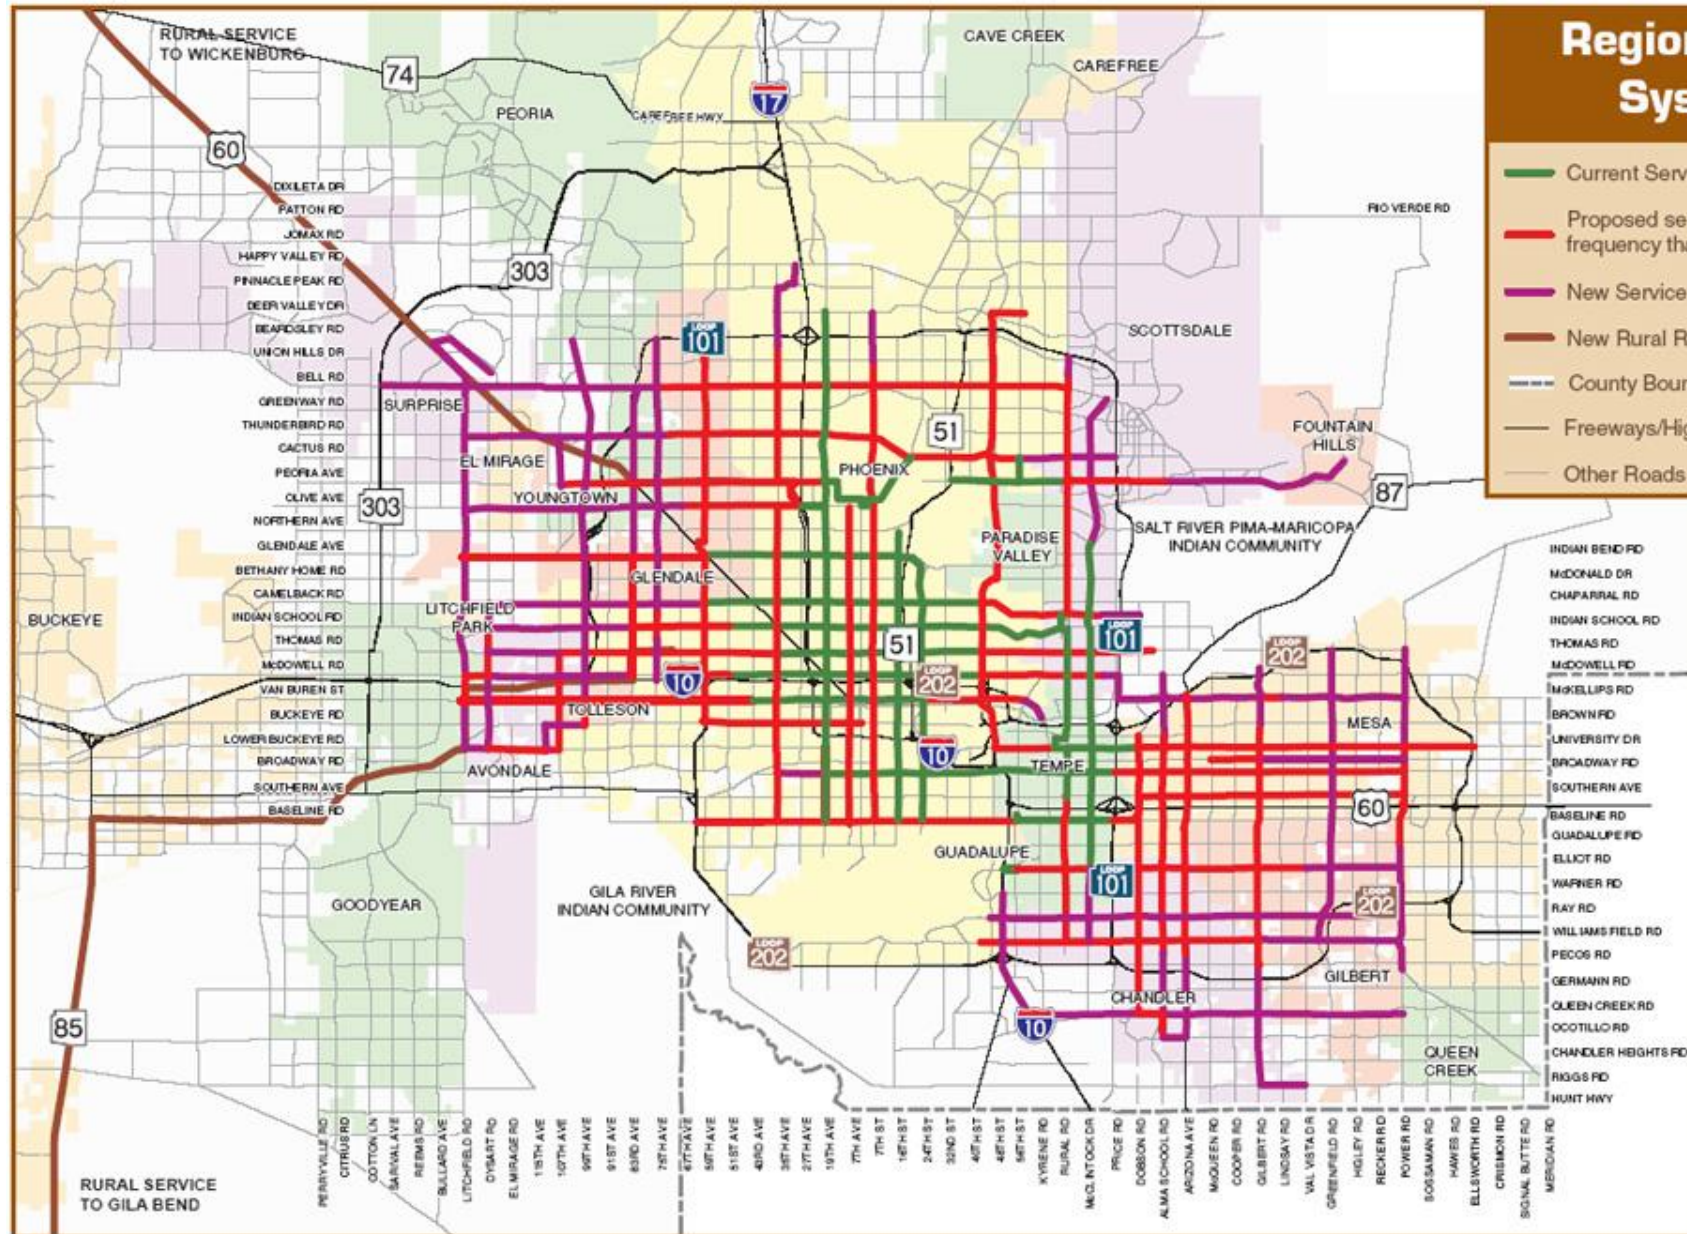 RURAL SERVICE
TO WICKENBURG
CAVE CREEK
CAREFREE
74
17
PEORIA
CAREFREE HWY
60
DIXILETA DR
PATTON RD
JOMAX RD
HAPPY VALLEY RD
PINNACLE PEAK RD
DEER VALLEY DR
BEARDSLEY RD
UNION HILLS DR
BELL RD
GREENWAY RD
THUNDERBIRD RD
CACTUS RD
PEORIA AVE
OLIVE AVE
NORTHERN AVE
GLENDALE AVE
BETHANY HOME RD
CAMELBACK RD
INDIAN SCHOOL RD
THOMAS RD
McDOWELL RD
VAN BUREN ST
BUCKEYE RD
LOWER BUCKEYE RD
BROADWAY RD
SOUTHERN AVE
BASELINE RD
303
303
RIO VERDE RD
LOOP
101
SCOTTSDALE
SURPRISE
51
FOUNTAIN
HILLS
EL MIRAGE
PHOENIX
YOUNGTOWN
87
PARADISE
VALLEY
SALT RIVER PIMA-MARICOPA
INDIAN COMMUNITY
GLENDALE
LITCHFIELD
PARK
BUCKEYE
51
LOOP
101
LOOP
202
10
LOOP
202
TOLLESON
MESA
10
TEMPE
AVONDALE
60
GUADALUPE
LOOP
101
GILA RIVER
INDIAN COMMUNITY
GOODYEAR
LOOP
202
LOOP
202
GILBERT
CHANDLER
10
85
QUEEN
CREEK
RURAL SERVICE
TO GILA BEND
INDIAN BEND RD
McDONALD DR
CHAPARRAL RD
INDIAN SCHOOL RD
THOMAS RD
McDOWELL RD
McKELLIPS RD
BROWN RD
UNIVERSITY DR
BROADWAY RD
SOUTHERN AVE
BASELINE RD
GUADALUPE RD
ELLIOT RD
WARNER RD
RAY RD
WILLIAMS FIELD RD
PECOS RD
GERMANN RD
QUEEN CREEK RD
OCOTILLO RD
CHANDLER HEIGHTS RD
RIGGS RD
HUNT HWY
PERRYVILLE RD
CITRUS RD
COTTON LN
SARIVAL AVE
REEMS RD
BULLARD AVE
LITCHFIELD RD
DYSART RD
EL MIRAGE RD
115TH AVE
107TH AVE
99TH AVE
91ST AVE
83RD AVE
75TH AVE
67TH AVE
59TH AVE
51ST AVE
43RD AVE
35TH AVE
27TH AVE
19TH AVE
7TH AVE
7TH ST
16TH ST
24TH ST
32ND ST
40TH ST
48TH ST
56TH ST
KYRENE RD
RURAL RD
McCLINTOCK DR
PRICE RD
DOBSON RD
ALMA SCHOOL RD
ARIZONA AVE
McQUEEN RD
COOPER RD
GILBERT RD
LINDSAY RD
VAL VISTA DR
GREENFIELD RD
HIGLEY RD
RECKER RD
POWER RD
SOSSAMAN RD
HAWES RD
ELLSWORTH RD
CRISMON RD
SIGNAL BUTTE RD
MERIDIAN RD
Region
Sys
Current Serv
Proposed se
frequency tha
New Service
New Rural R
County Bour
Freeways/Hig
Other Roads